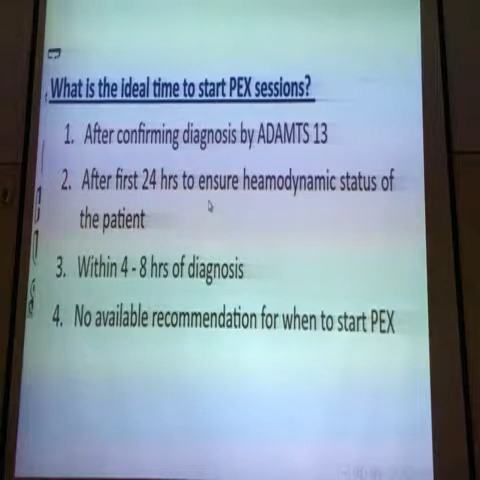 What is the ideal time to start PEX sessions?
1. After confirming diagnosis by ADAMTS 13
2. After first 24 hrs to ensure heamodynamic status of
the patient
3. Within 4 - 8 hrs of diagnosis
4. No available recommendation for when to start PEX